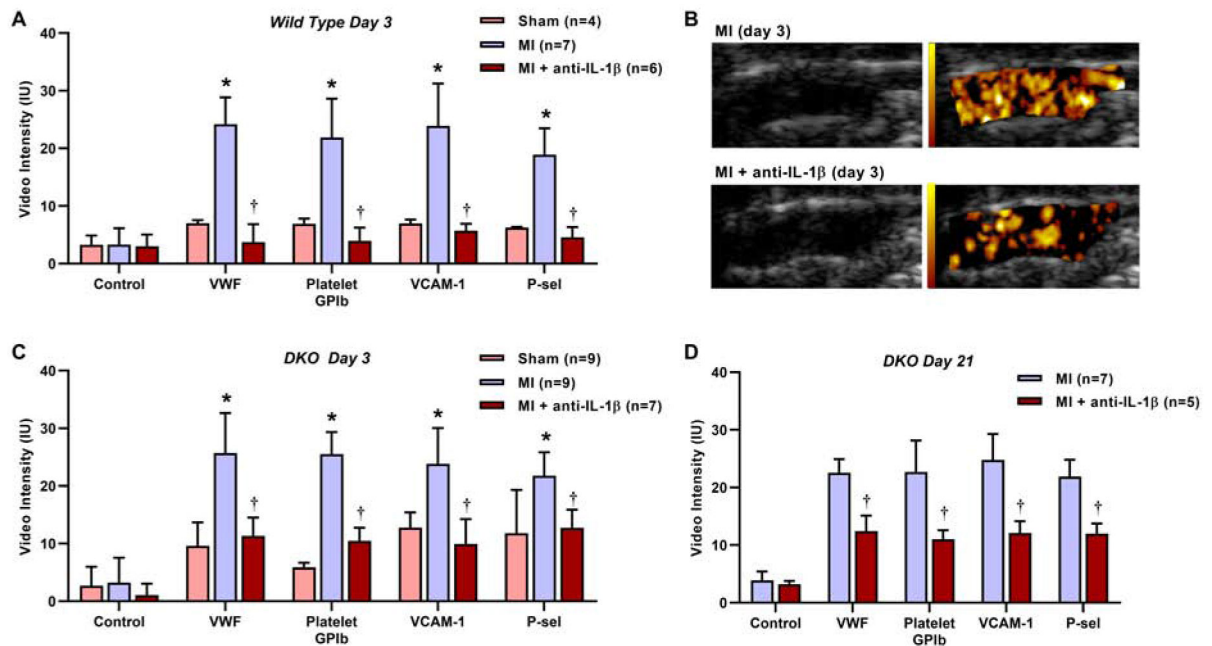 A
Wild Type Day 3
Sham (n=4)
MI (n=7)
MI + anti-IL-1β (n=6)
Video Intensity (IU)
40
30
20
10
0
* * * *
† † † †
Control VWF Platelet GPIb VCAM-1 P-sel
B
MI (day 3)
MI + anti-IL-1β (day 3)
C
DKO Day 3
Sham (n=9)
MI (n=9)
MI + anti-IL-1β (n=7)
Video Intensity (IU)
40
30
20
10
0
* * * *
† † † †
Control VWF Platelet GPIb VCAM-1 P-sel
D
DKO Day 21
MI (n=7)
MI + anti-IL-1β (n=5)
Video Intensity (IU)
40
30
20
10
0
† † † †
Control VWF Platelet GPIb VCAM-1 P-sel